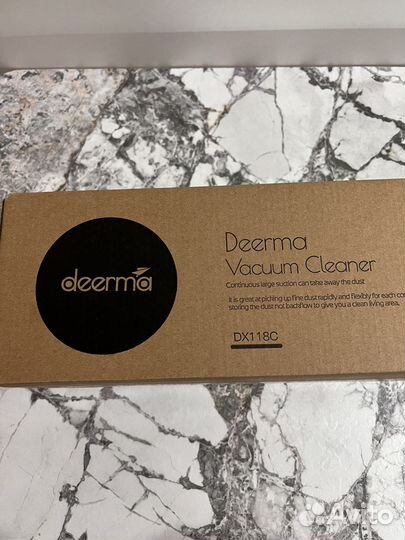 deerma
Deerma
Vacuum Cleaner
Continuous large suction can take away the dust
It is great at picking up fine dust rapidly and flexibly for each
storing the dust not backflow to give you a clean living area.
DX118C
Avito